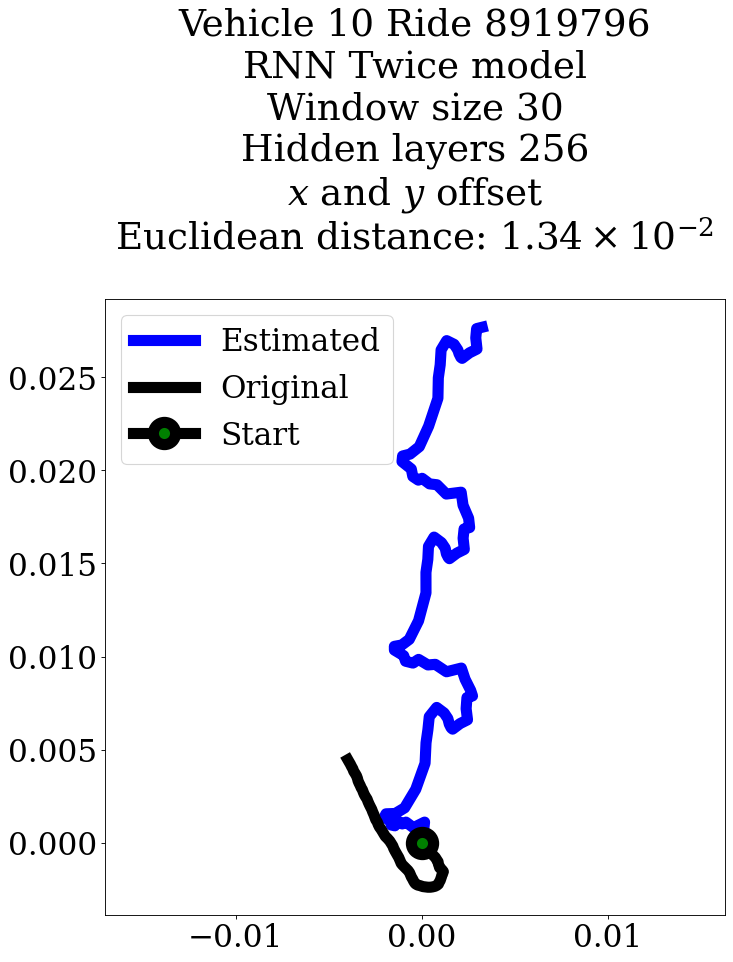 Vehicle 10 Ride 8919796
RNN Twice model
Window size 30
Hidden layers 256
x and y offset
Euclidean distance: 1.34 × 10⁻²
Estimated
Original
Start
0.025
0.020
0.015
0.010
0.005
0.000
−0.01 0.00 0.01